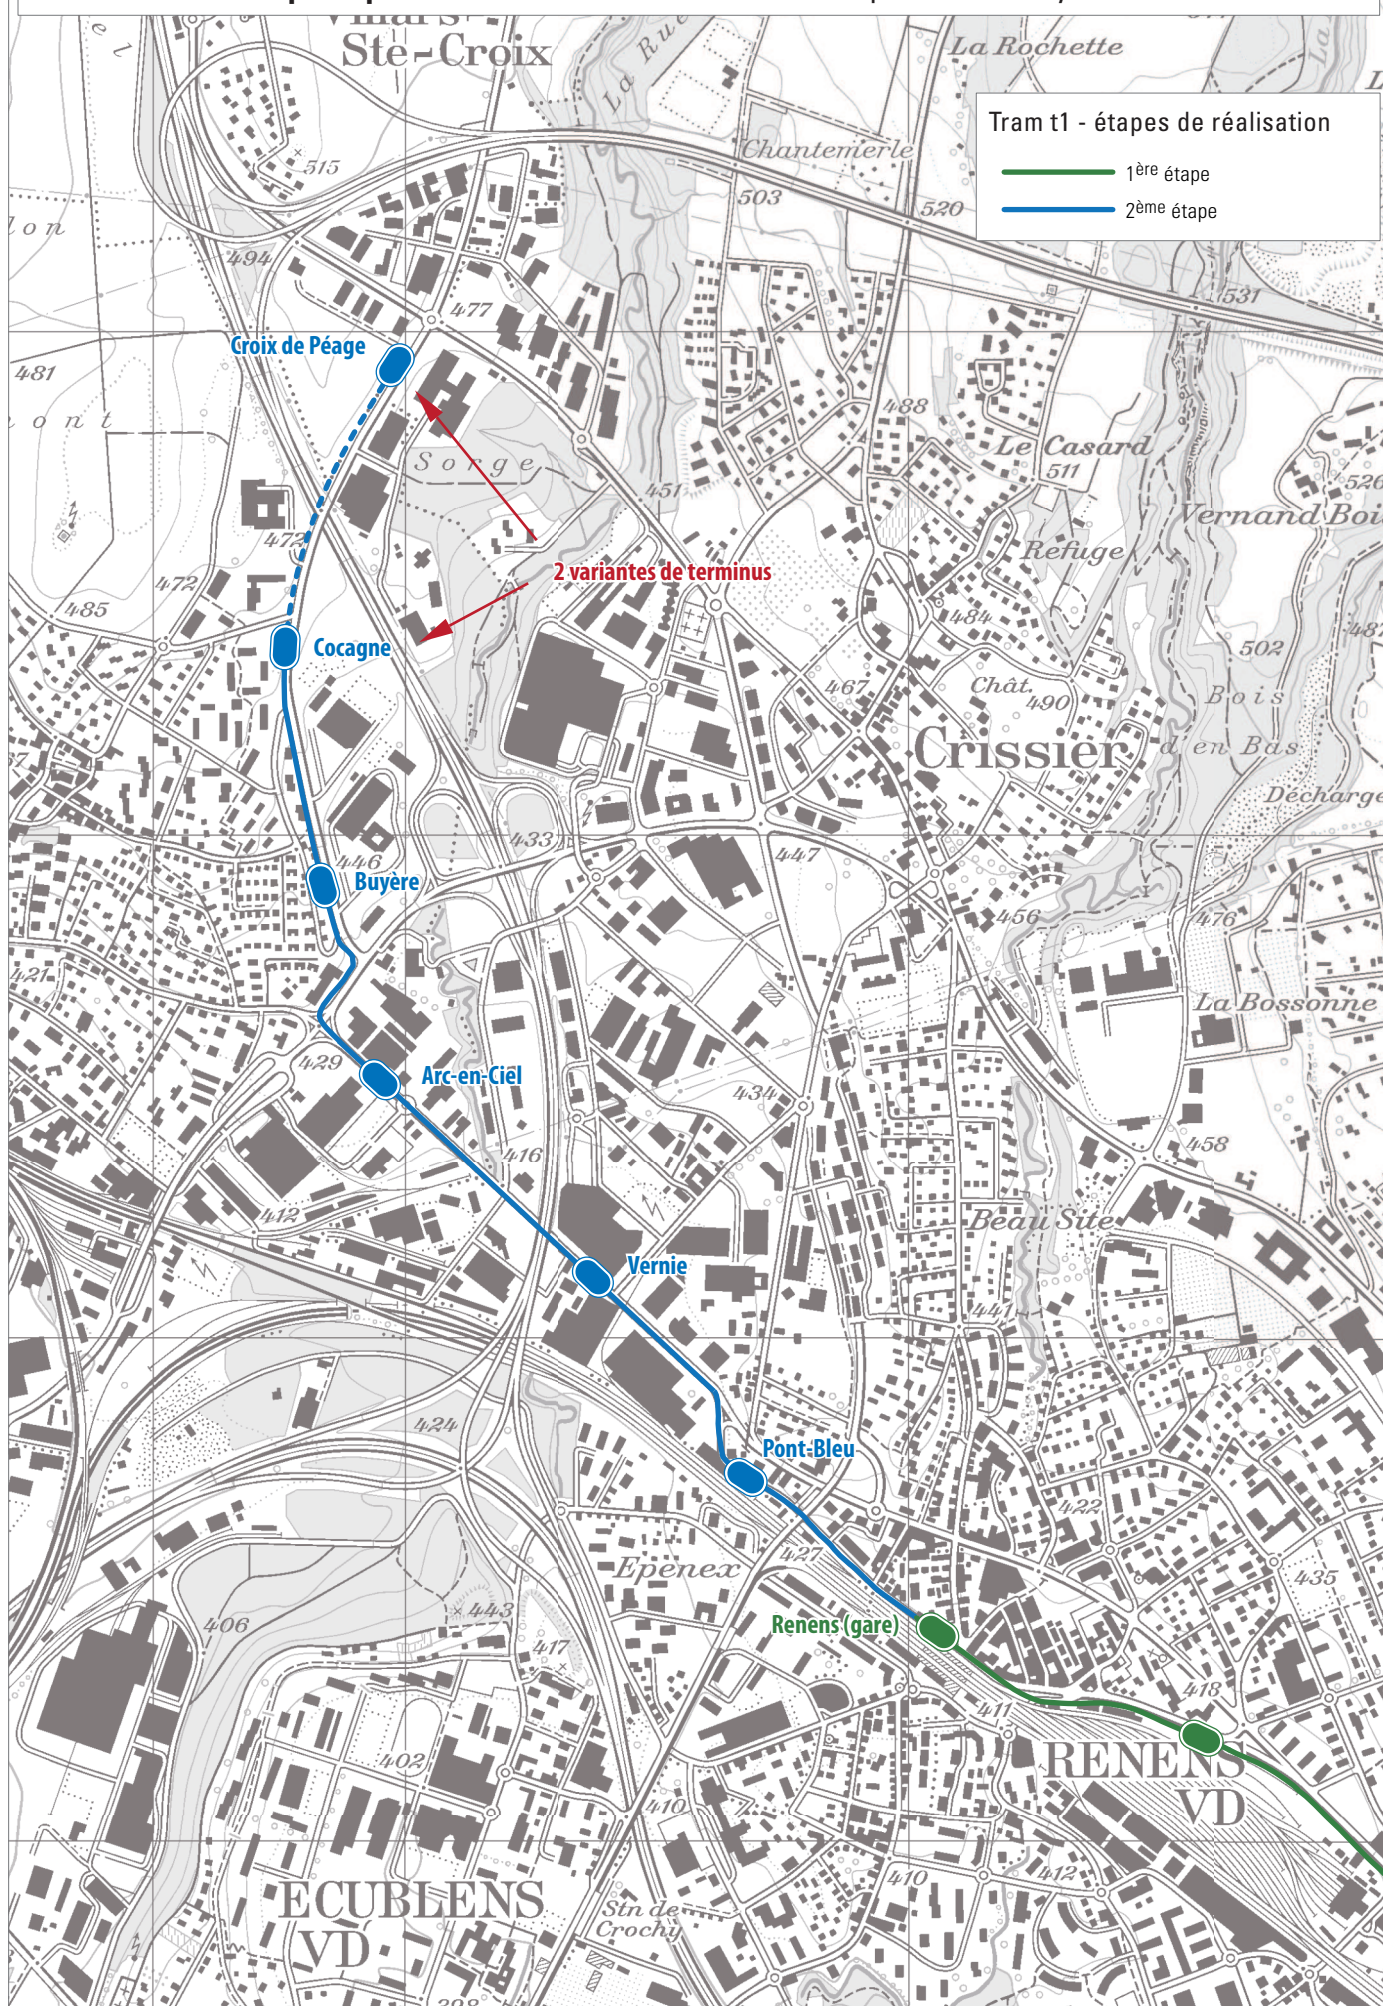 Ste-Croix
La Rochette
Tram t1 - étapes de réalisation
1ère étape
2ème étape
Chantemerle
515
503
520
494
531
477
Croix de Péage
481
488
Sorge
Le Casard
511
451
526
472
Refuge
2 variantes de terminus
472
485
484
487
Cocagne
502
467
Chât.
490
Bois
Crissier
d'en Bas
Décharge
433
447
446
Buyère
456
476
421
La Bossonne
429
Arc-en-Ciel
434
416
458
412
Beau Site
Vernie
441
424
Pont-Bleu
422
427
Epenex
435
443
406
Renens (gare)
417
418
411
RENENS
VD
402
410
410
412
ECUBLENS
VD
Stn de
Crochy
398